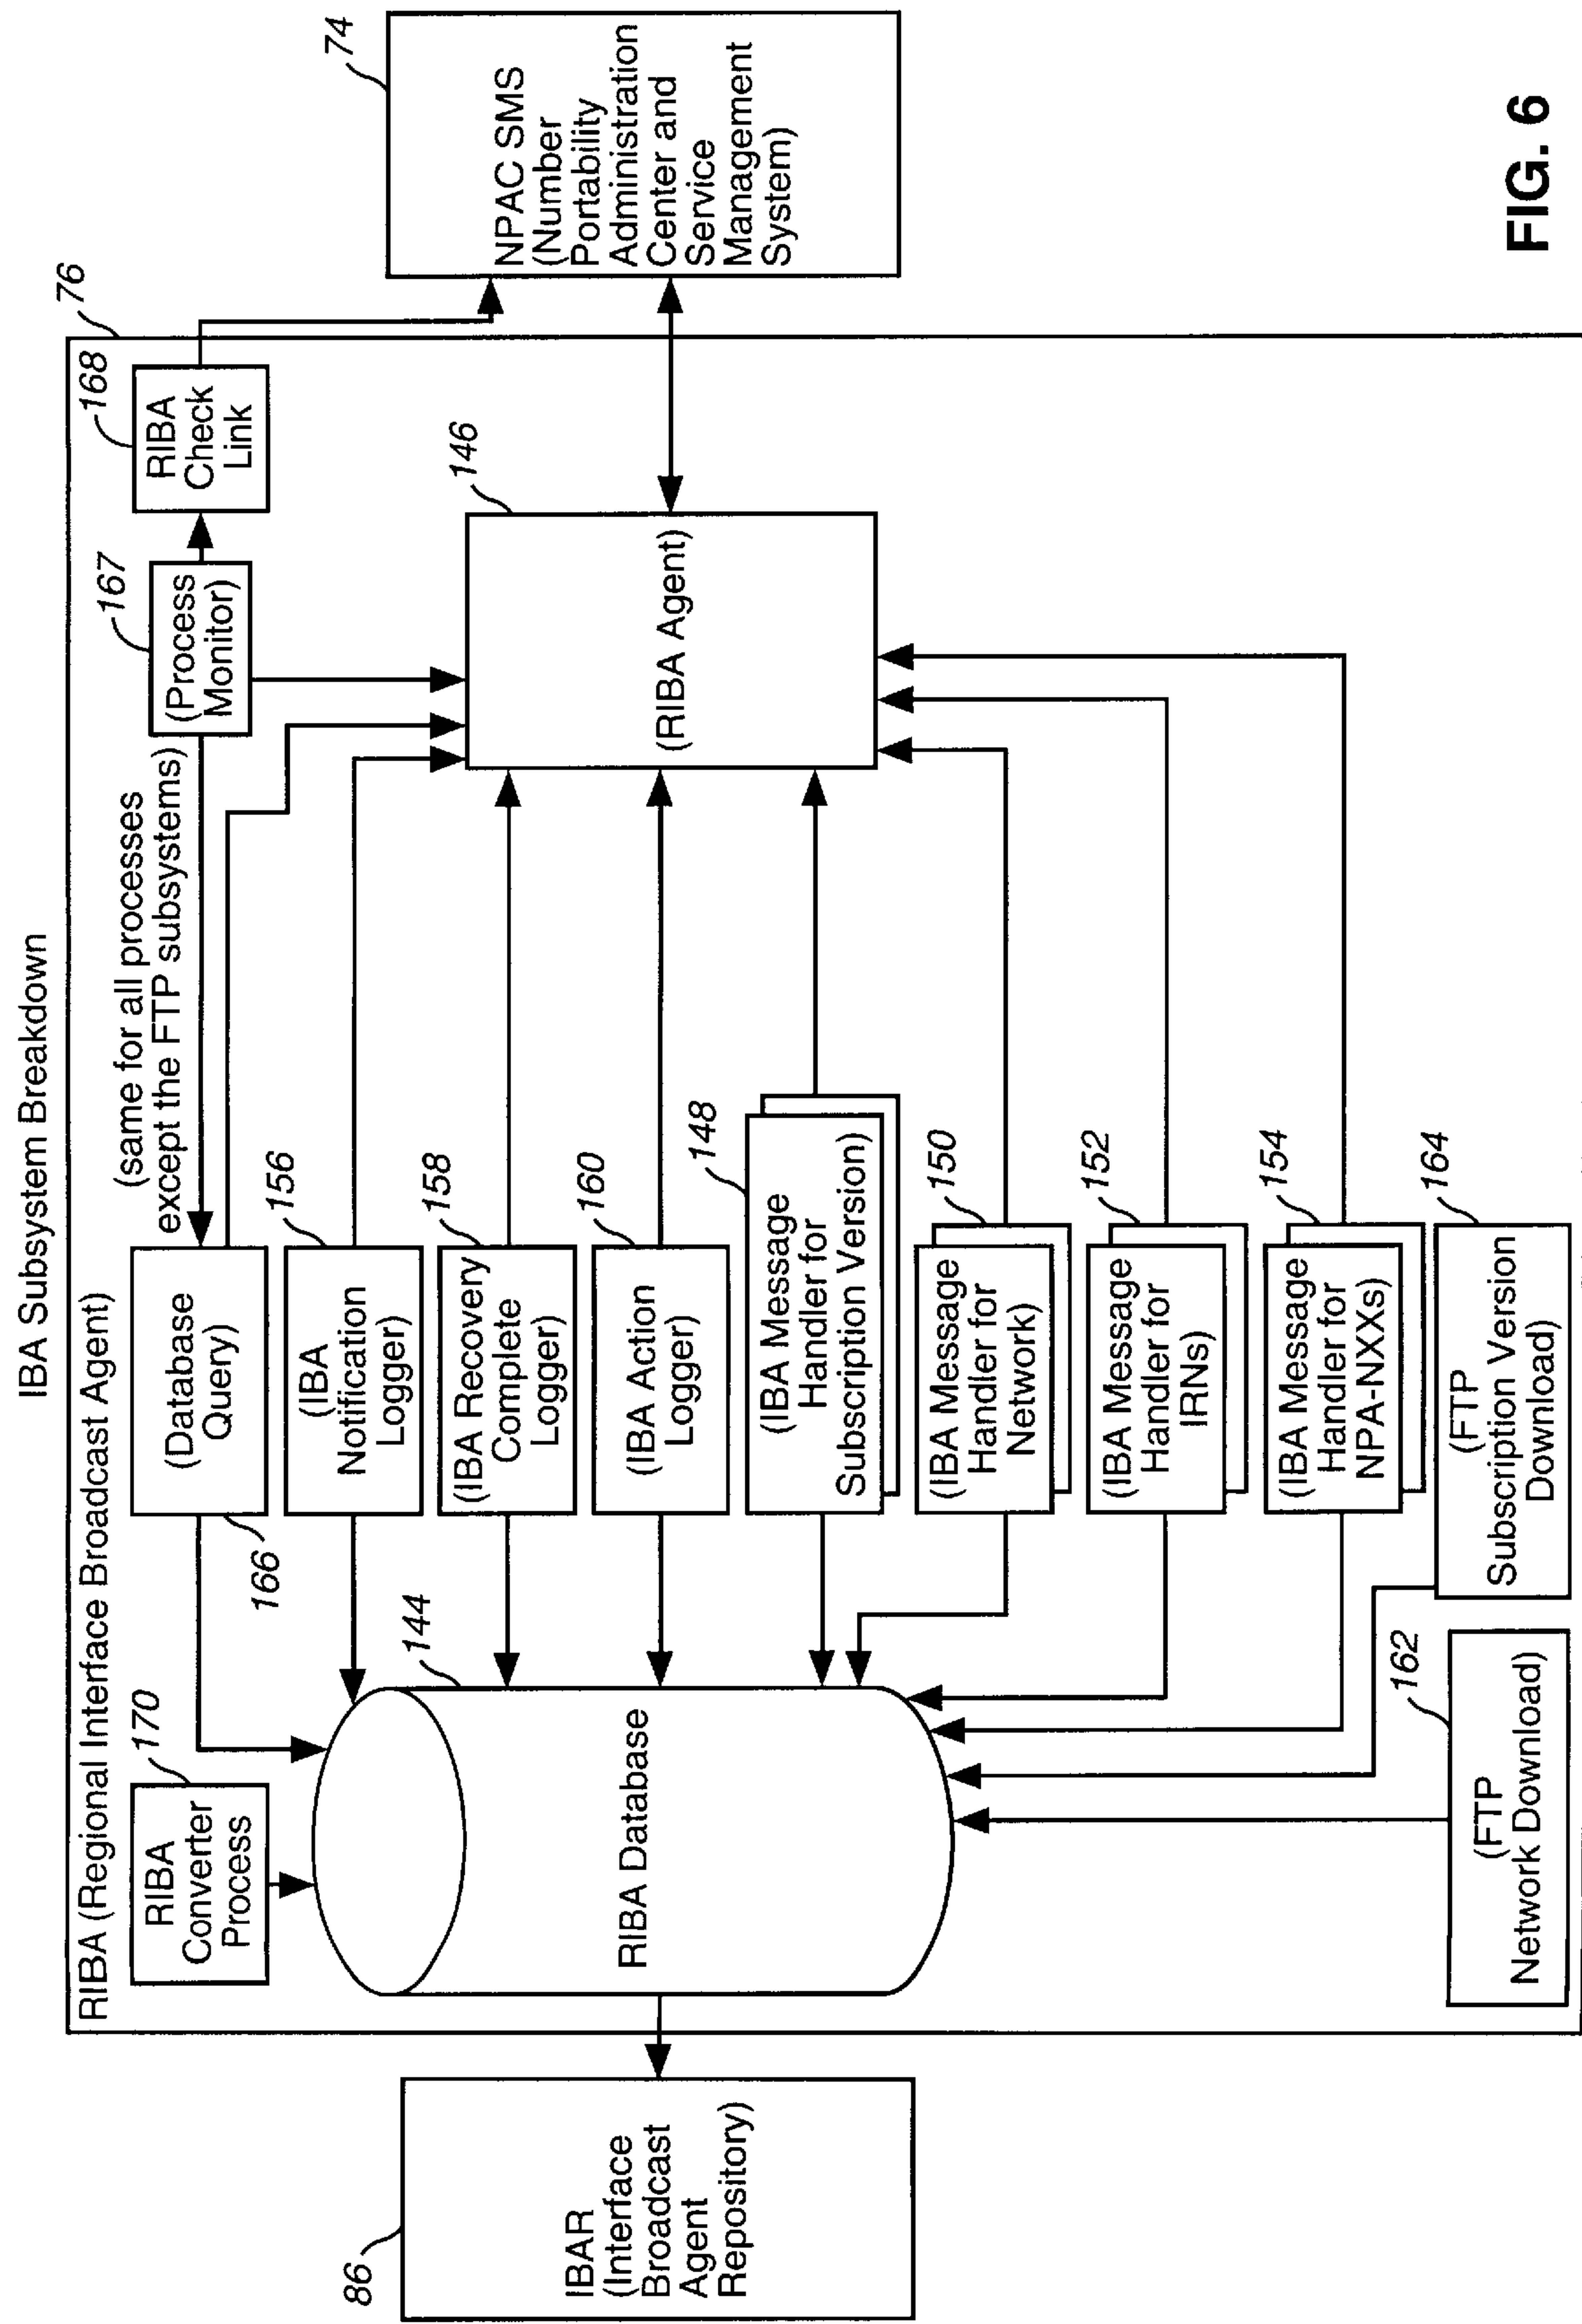 IBA Subsystem Breakdown
RIBA (Regional Interface Broadcast Agent)
76
86
IBAR
(Interface
Broadcast
Agent
Repository)
170
RIBA
Converter
Process
144
RIBA Database
166
(Database
Query)
(same for all processes
except the FTP subsystems)
167
(Process
Monitor)
168
RIBA
Check
Link
156
(IBA
Notification
Logger)
158
(IBA Recovery
Complete
Logger)
160
(IBA Action
Logger)
148
(IBA Message
Handler for
Subscription Version)
150
(IBA Message
Handler for
Network)
152
(IBA Message
Handler for
IRNs)
154
(IBA Message
Handler for
NPA-NXXs)
164
(FTP
Subscription Version
Download)
162
(FTP
Network Download)
146
(RIBA Agent)
74
NPAC SMS
(Number
Portability
Administration
Center and
Service
Management
System)
FIG. 6